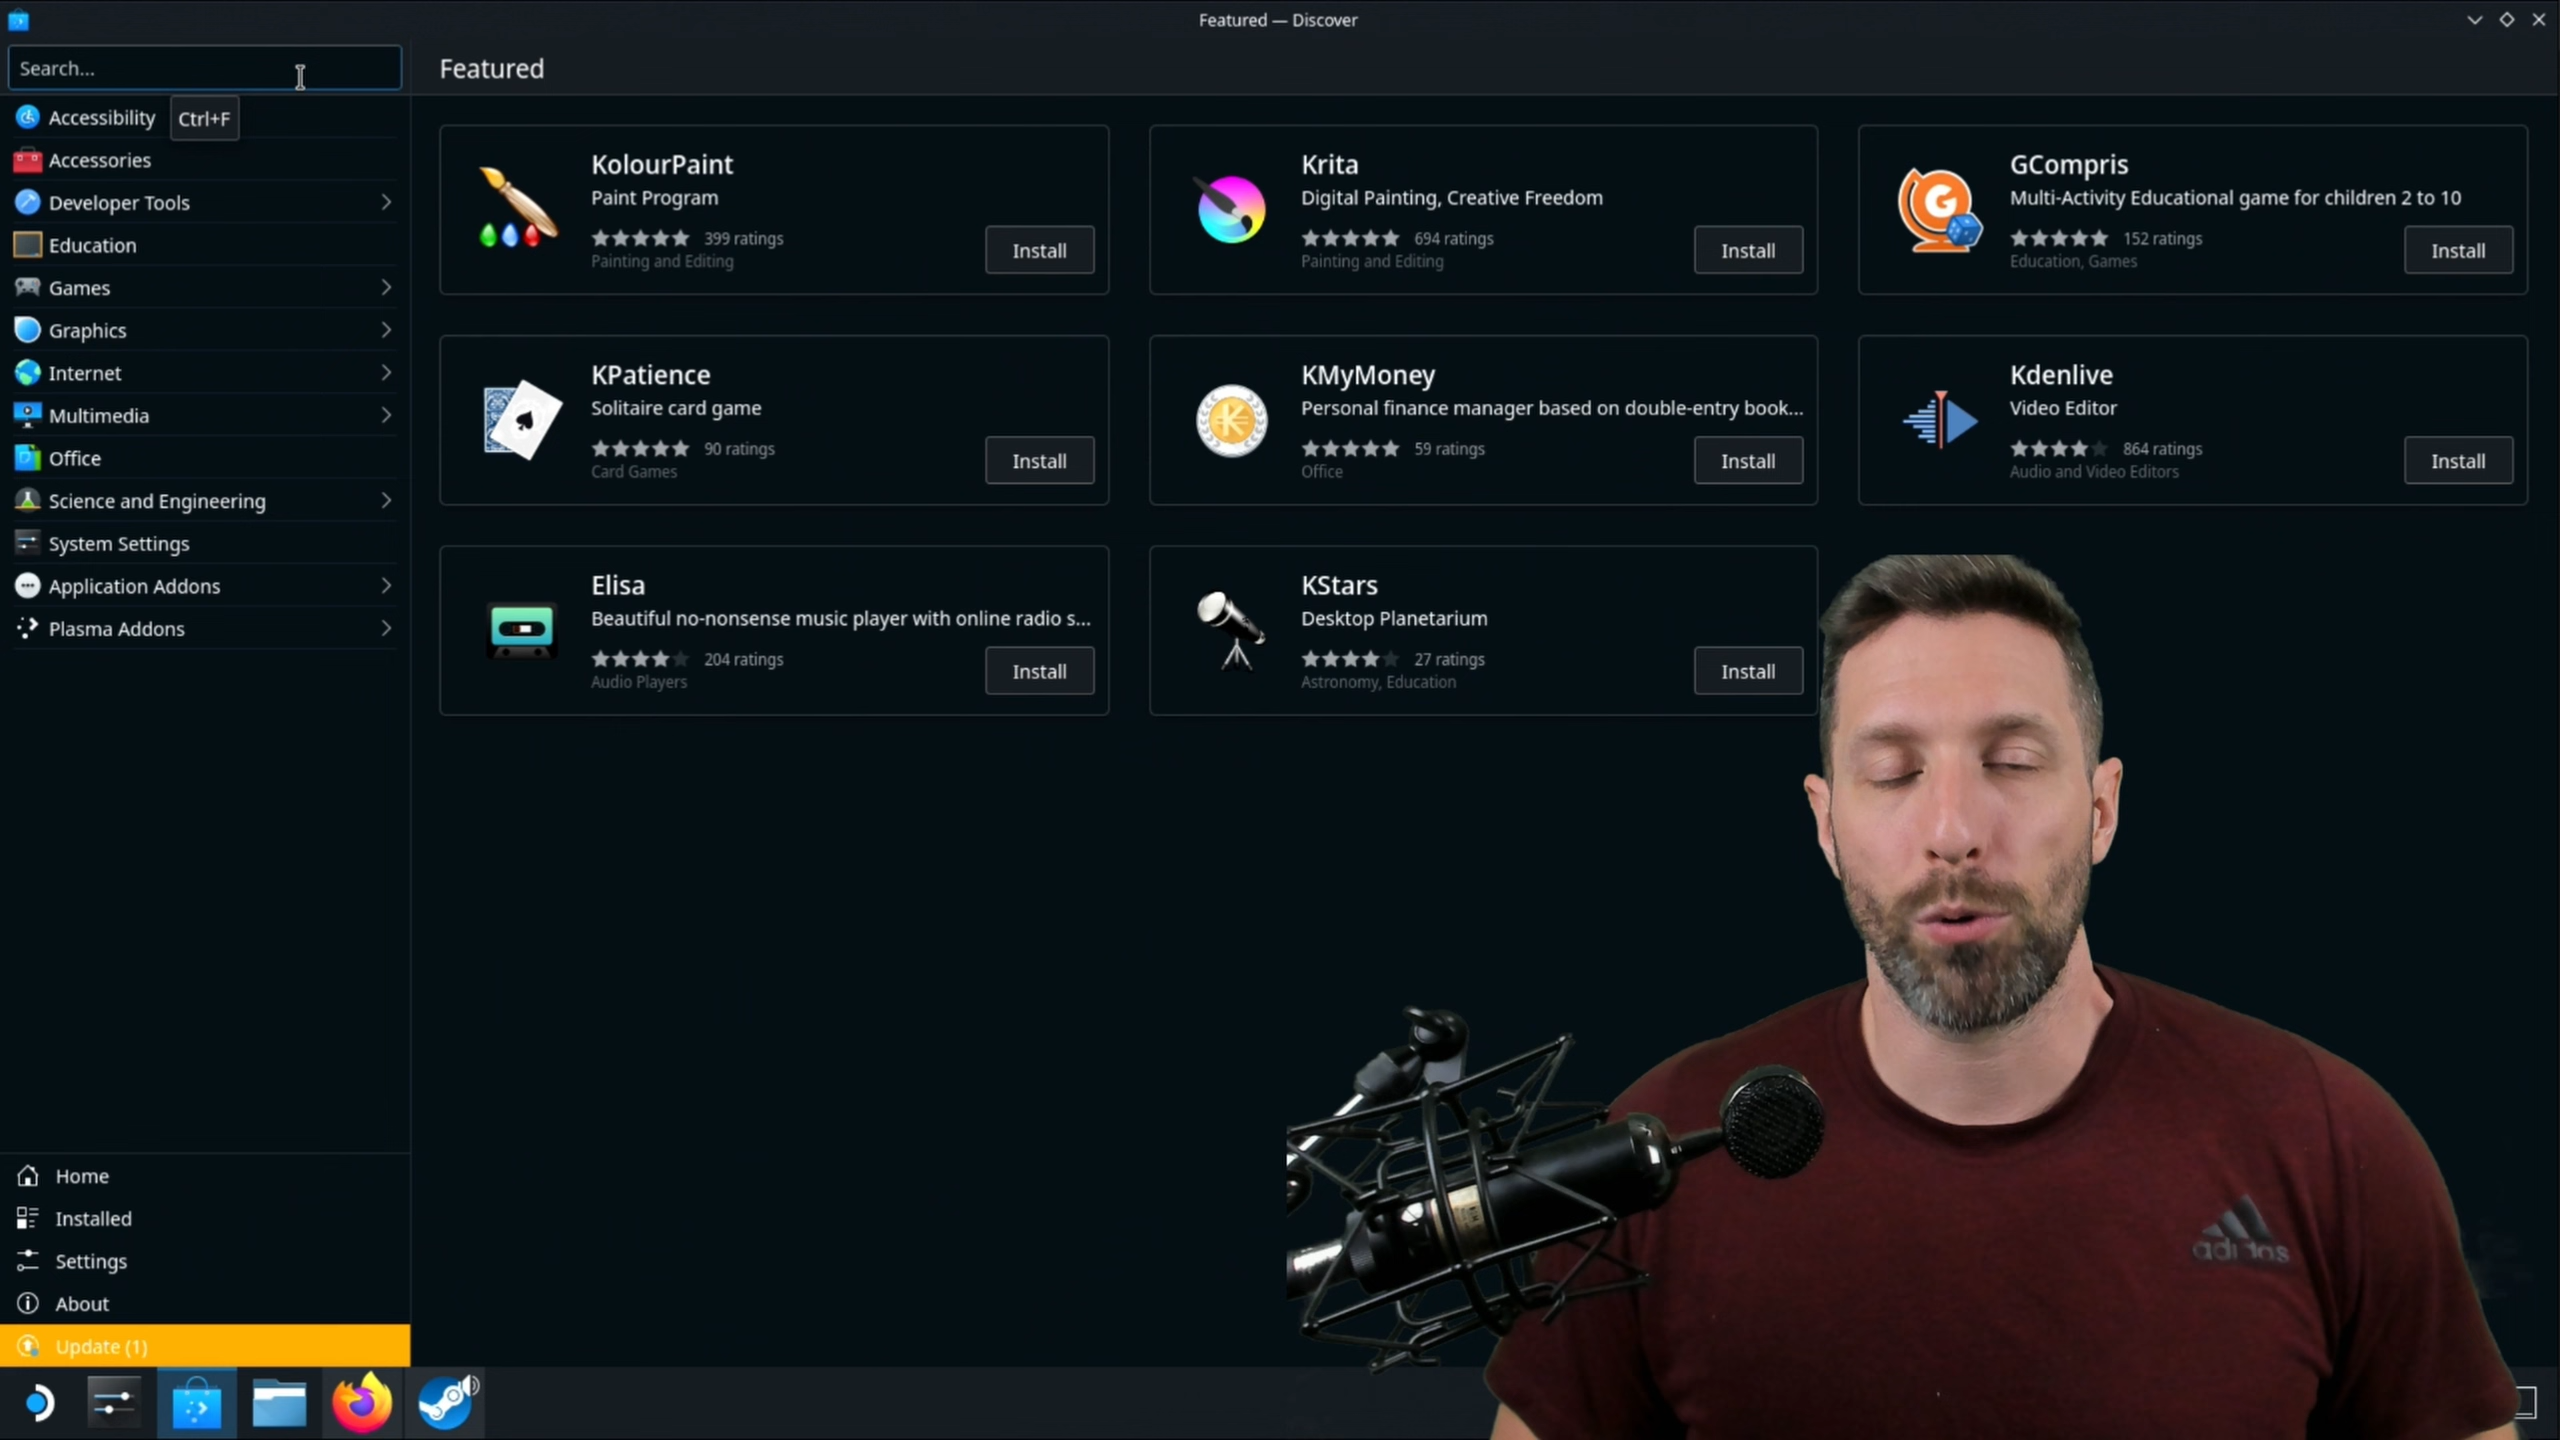 Featured — Discover
Search...
Featured
Accessibility
Ctrl+F
Accessories
Developer Tools
Education
Games
Graphics
Internet
Multimedia
Office
Science and Engineering
System Settings
Application Addons
Plasma Addons
KolourPaint
Paint Program
399 ratings
Painting and Editing
Install
Krita
Digital Painting, Creative Freedom
694 ratings
Painting and Editing
Install
GCompris
Multi-Activity Educational game for children 2 to 10
152 ratings
Education, Games
Install
KPatience
Solitaire card game
90 ratings
Card Games
Install
KMyMoney
Personal finance manager based on double-entry book...
59 ratings
Office
Install
Kdenlive
Video Editor
864 ratings
Audio and Video Editors
Install
Elisa
Beautiful no-nonsense music player with online radio s...
204 ratings
Audio Players
Install
KStars
Desktop Planetarium
27 ratings
Astronomy, Education
Install
Home
Installed
Settings
About
Update (1)
adidas